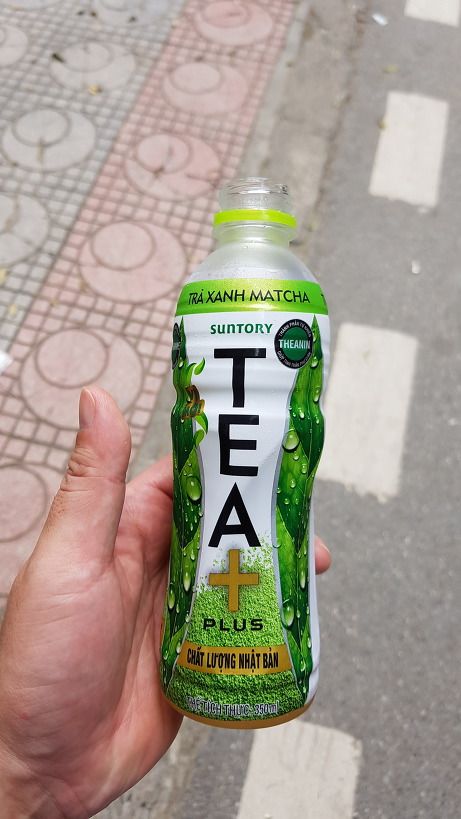 TRÀ XANH MATCHA
SUNTORY
THEANIN
TEA
+
PLUS
CHẤT LƯỢNG NHẬT BẢN
THỂ TÍCH THỰC: 350ml